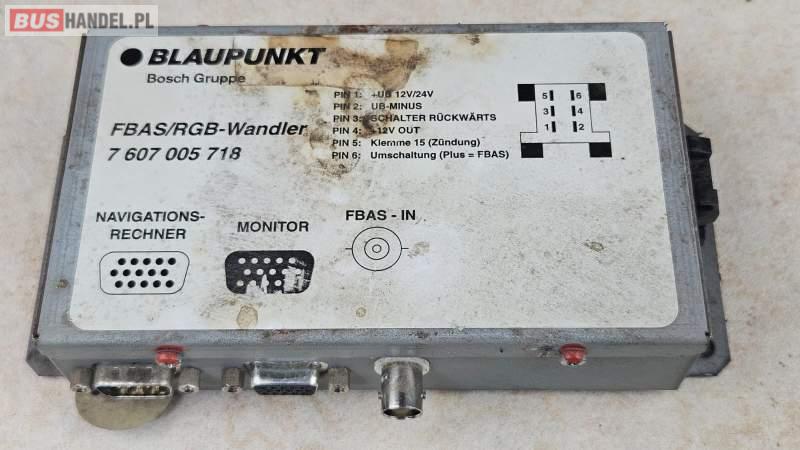 BUSHANDEL.PL
BLAUPUNKT
Bosch Gruppe
FBAS/RGB-Wandler
7 607 005 718
PIN 1: +UB 12V/24V
PIN 2: UB-MINUS
PIN 3: SCHALTER RÜCKWÄRTS
PIN 4: +12V OUT
PIN 5: Klemme 15 (Zündung)
PIN 6: Umschaltung (Plus = FBAS)
5 6
3 4
1 2
NAVIGATIONS-
RECHNER
MONITOR
FBAS - IN